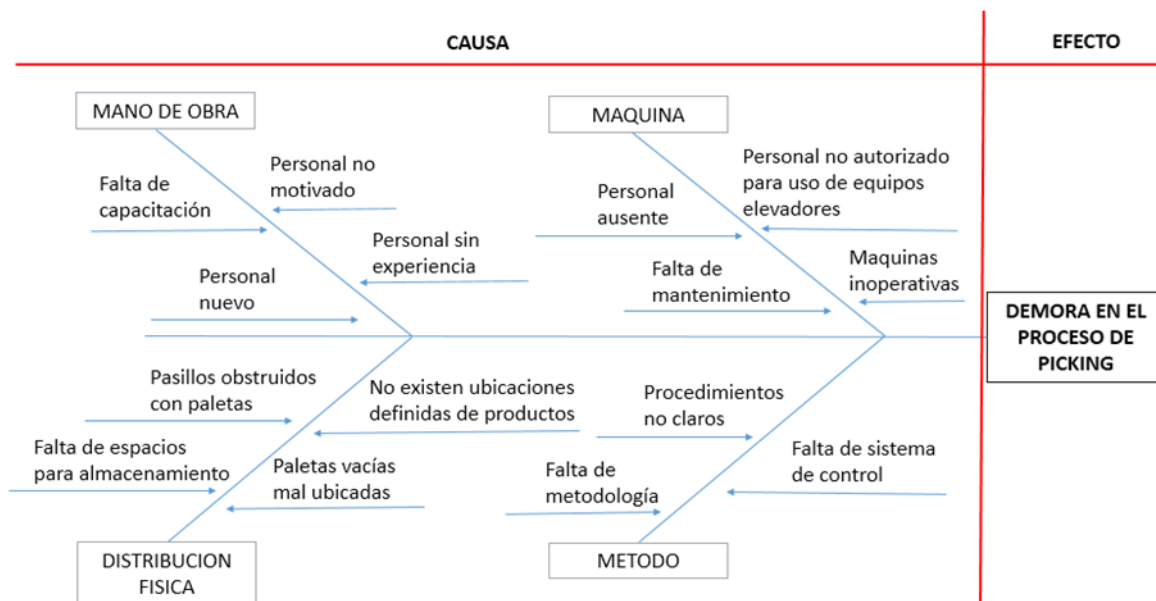 CAUSA
EFECTO
MANO DE OBRA
Personal no
motivado
Falta de
capacitación
Personal sin
experiencia
Personal
nuevo
MAQUINA
Personal no autorizado
para uso de equipos
elevadores
Personal
ausente
Maquinas
inoperativas
Falta de
mantenimiento
DEMORA EN EL
PROCESO DE
PICKING
Pasillos obstruidos
con paletas
No existen ubicaciones
definidas de productos
Falta de espacios
para almacenamiento
Paletas vacías
mal ubicadas
DISTRIBUCION
FISICA
Procedimientos
no claros
Falta de sistema
de control
Falta de
metodología
METODO